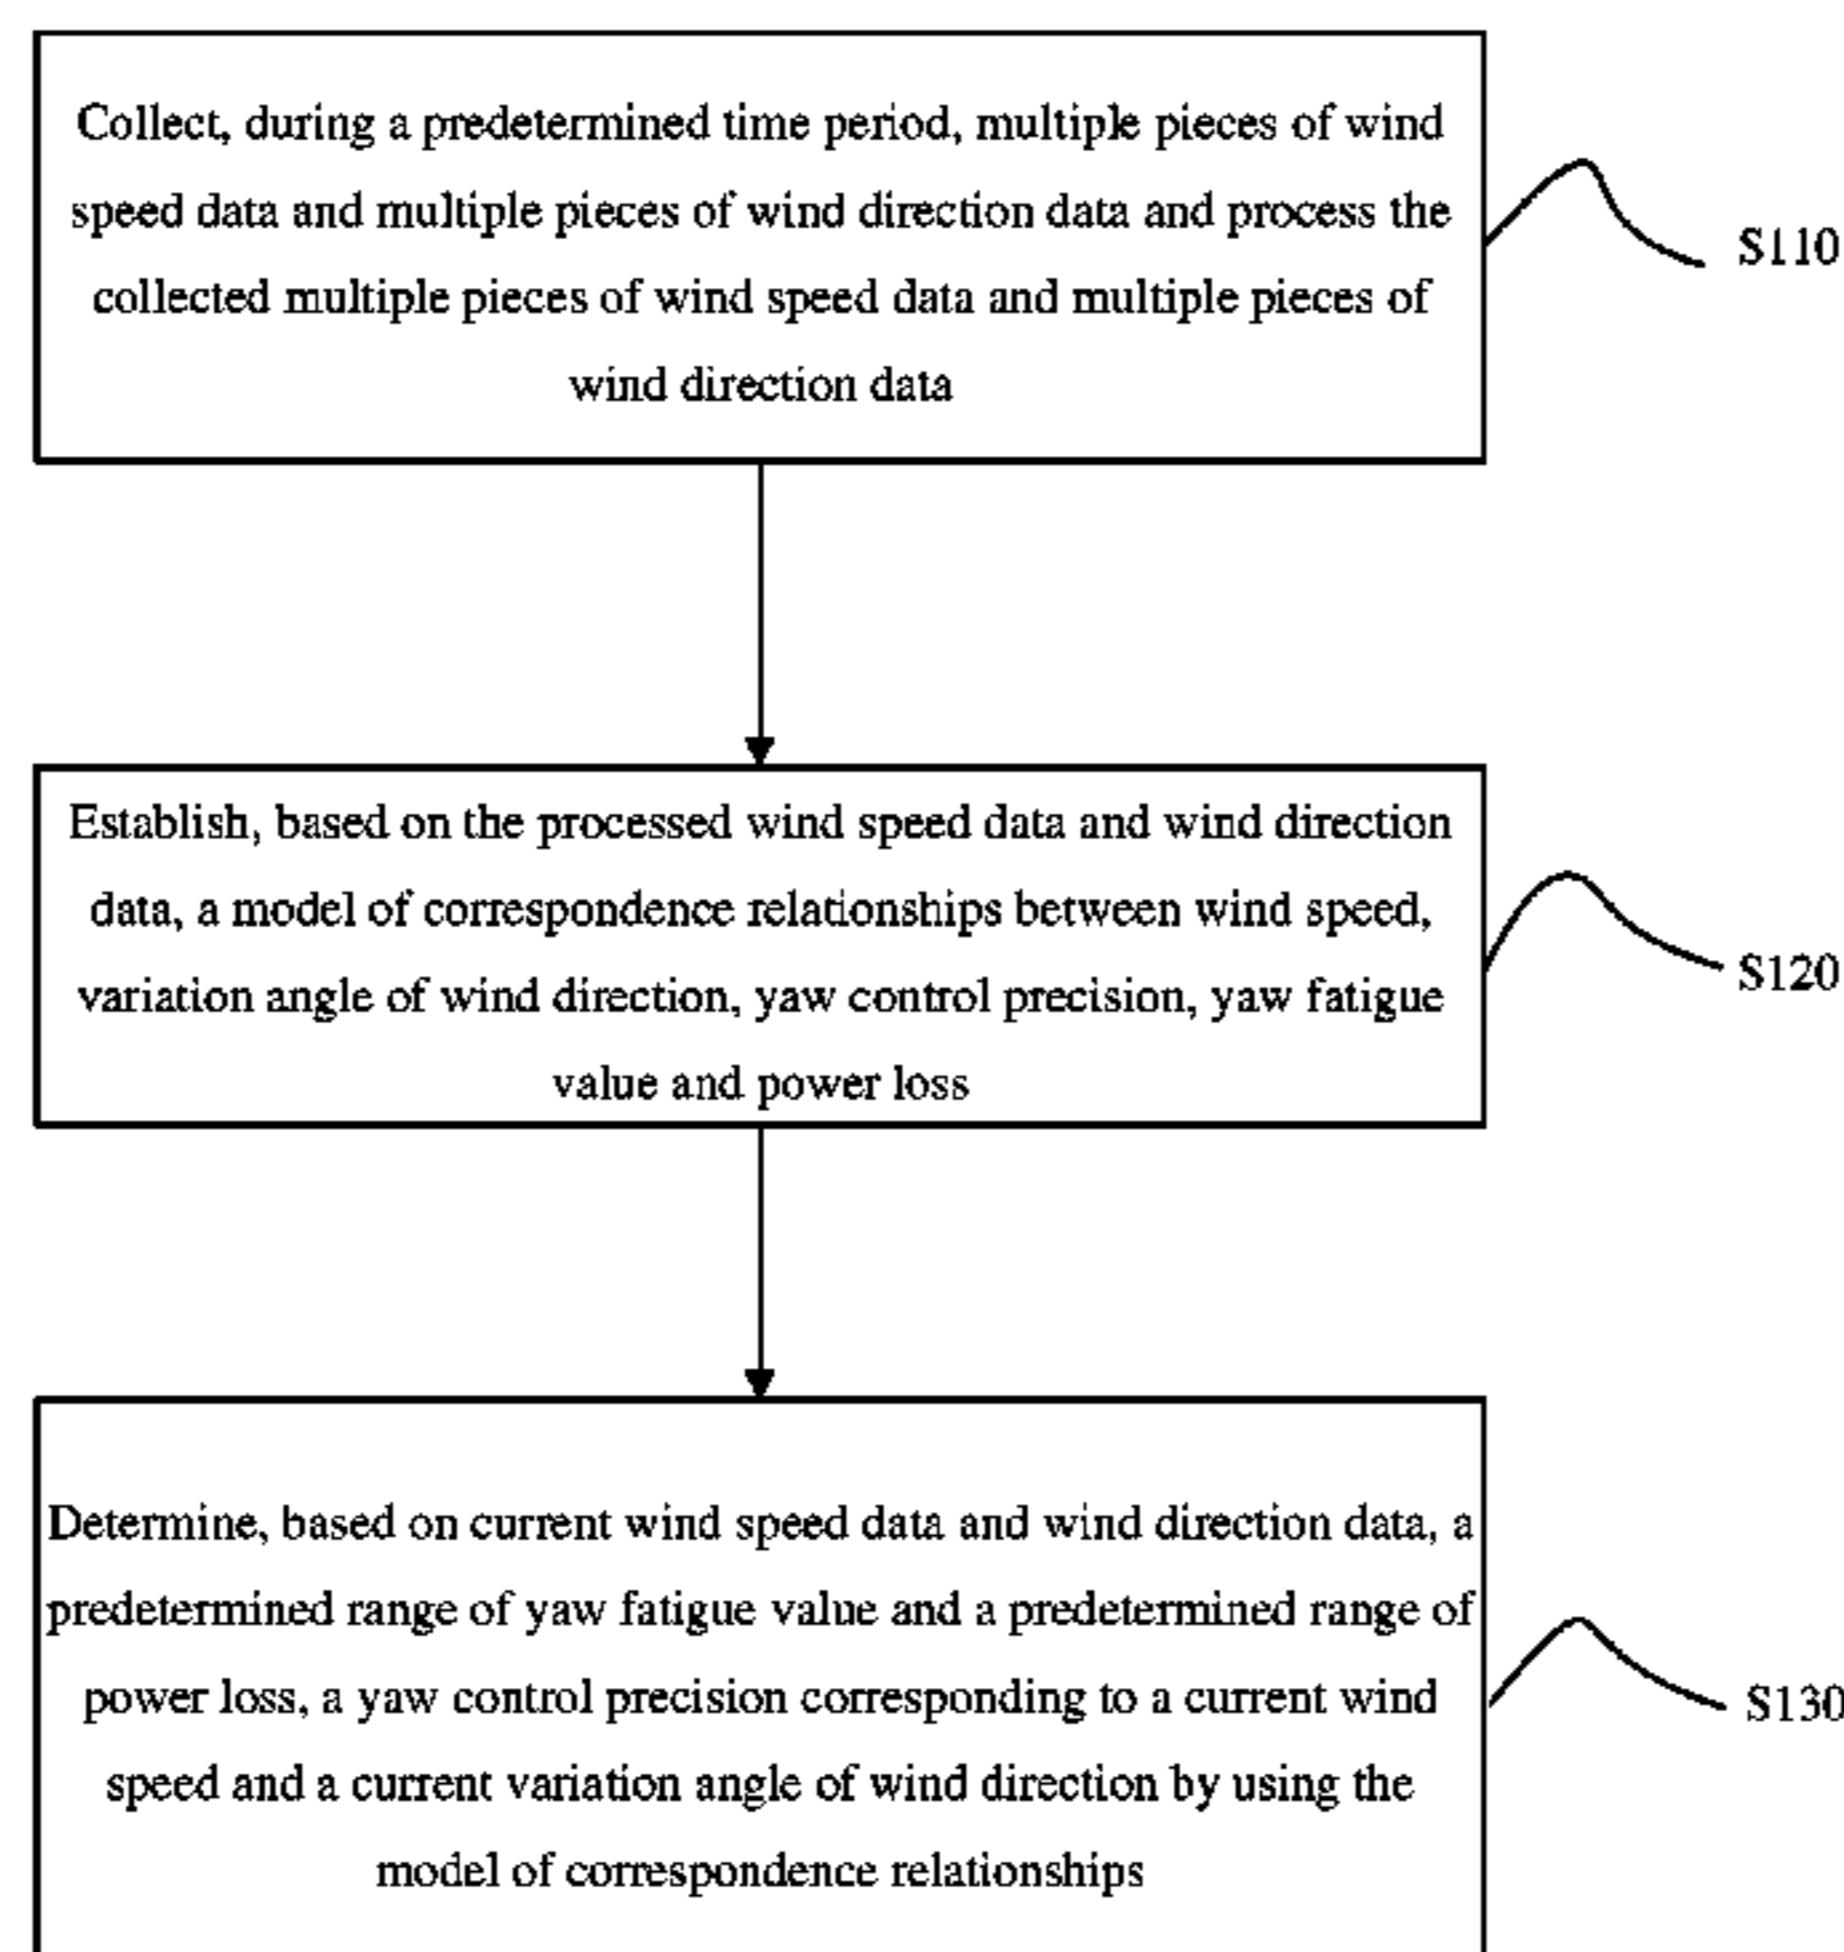 Collect, during a predetermined time period, multiple pieces of wind
speed data and multiple pieces of wind direction data and process the
collected multiple pieces of wind speed data and multiple pieces of
wind direction data
S110
Establish, based on the processed wind speed data and wind direction
data, a model of correspondence relationships between wind speed,
variation angle of wind direction, yaw control precision, yaw fatigue
value and power loss
S120
Determine, based on current wind speed data and wind direction data, a
predetermined range of yaw fatigue value and a predetermined range of
power loss, a yaw control precision corresponding to a current wind
speed and a current variation angle of wind direction by using the
model of correspondence relationships
S130